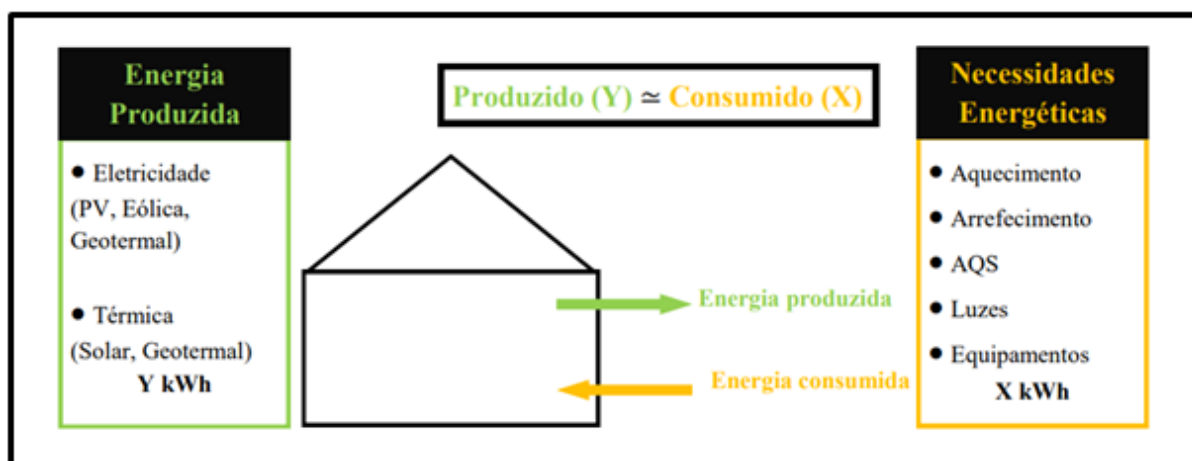 Energia
Produzida
● Eletricidade
(PV, Eólica,
Geotermal)
● Térmica
(Solar, Geotermal)
Y kWh
Produzido (Y) ≃ Consumido (X)
Energia produzida
Energia consumida
Necessidades
Energéticas
● Aquecimento
● Arrefecimento
● AQS
● Luzes
● Equipamentos
X kWh